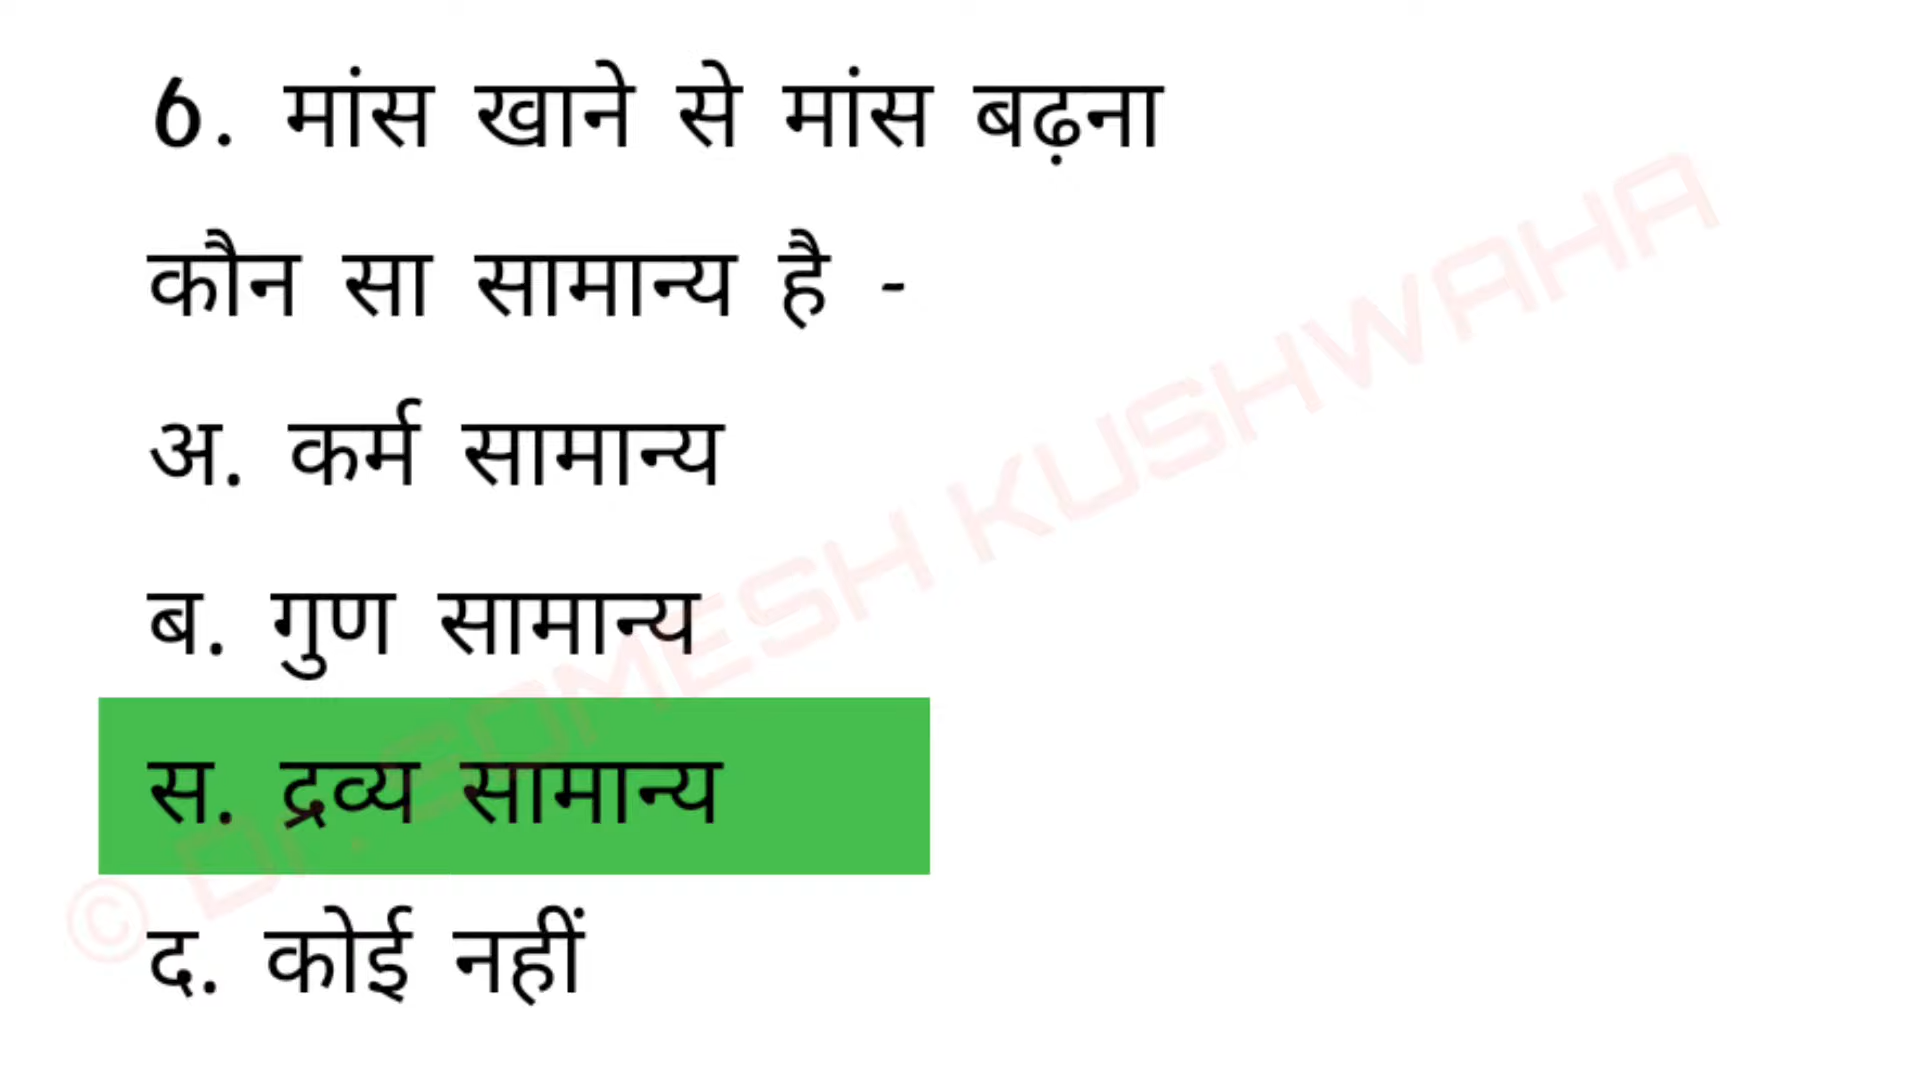 6. मांस खाने से मांस बढ़ना
कौन सा सामान्य है -
अ. कर्म सामान्य
ब. गुण सामान्य
स. द्रव्य सामान्य
द. कोई नहीं
© Dr. SOMESH KUSHWAHA